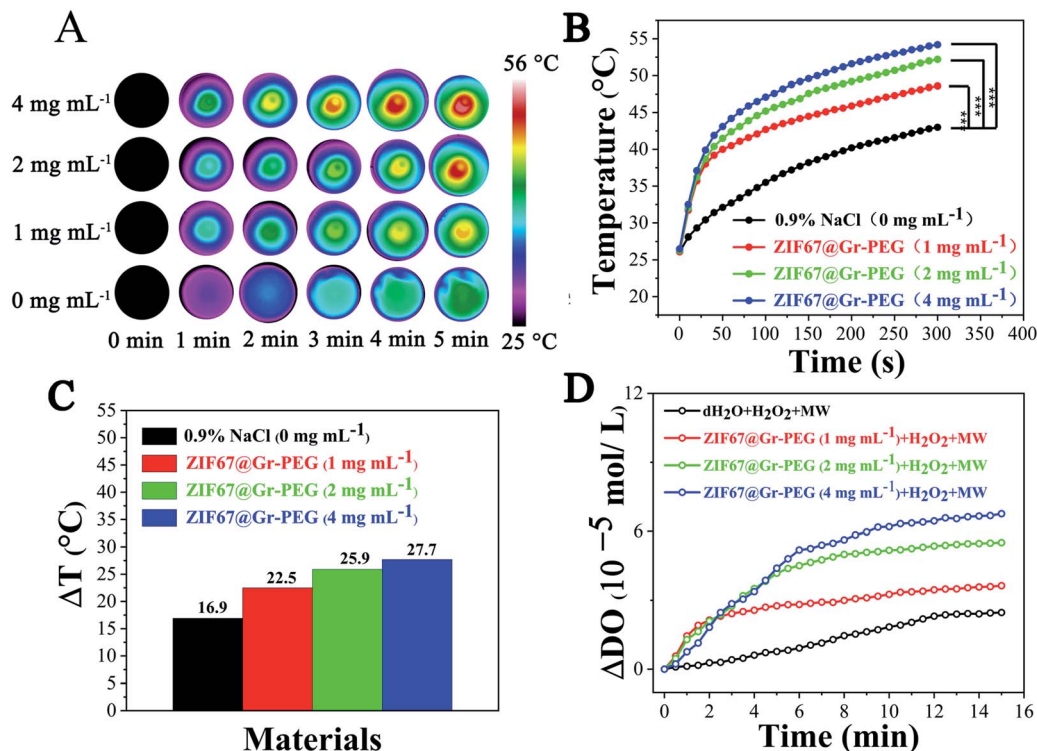 A
4 mg mL⁻¹
2 mg mL⁻¹
1 mg mL⁻¹
0 mg mL⁻¹
0 min 1 min 2 min 3 min 4 min 5 min
56 °C
25 °C
B
Temperature (°C)
55
50
45
40
35
30
25
***
***
***
0.9% NaCl（0 mg mL⁻¹）
ZIF67@Gr-PEG（1 mg mL⁻¹）
ZIF67@Gr-PEG（2 mg mL⁻¹）
ZIF67@Gr-PEG（4 mg mL⁻¹）
0 50 100 150 200 250 300 350 400
Time (s)
C
ΔT (°C)
55
50
45
40
35
30
25
20
15
10
5
0
0.9% NaCl (0 mg mL⁻¹)
ZIF67@Gr-PEG (1 mg mL⁻¹)
ZIF67@Gr-PEG (2 mg mL⁻¹)
ZIF67@Gr-PEG (4 mg mL⁻¹)
16.9
22.5
25.9
27.7
Materials
D
ΔDO (10⁻⁵ mol/ L)
12
6
0
dH₂O+H₂O₂+MW
ZIF67@Gr-PEG (1 mg mL⁻¹)+H₂O₂+MW
ZIF67@Gr-PEG (2 mg mL⁻¹)+H₂O₂+MW
ZIF67@Gr-PEG (4 mg mL⁻¹)+H₂O₂+MW
0 2 4 6 8 10 12 14 16
Time (min)